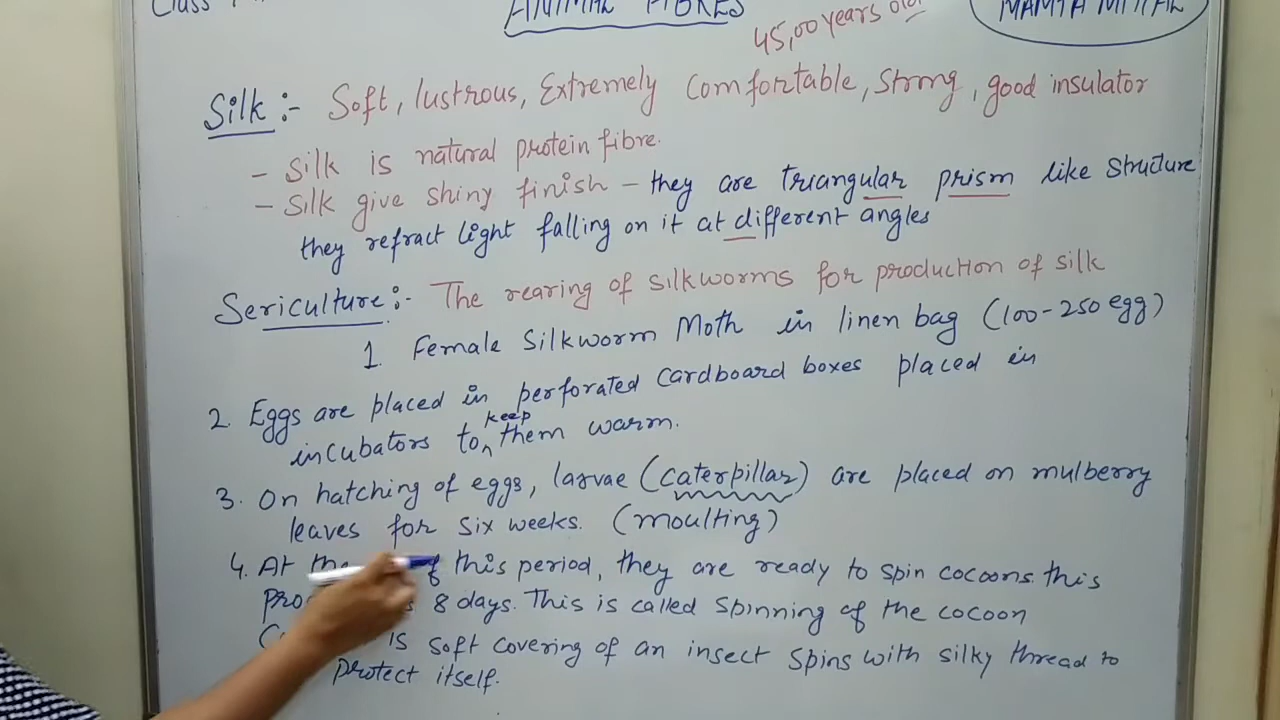 Class
ANIMAL FIBRES
MAMTA MITTAL
45,00 years old
Silk :- Soft, lustrous, Extremely Comfortable, Strong, good insulator
- Silk is natural protein fibre.
- Silk give shiny finish - they are triangular prism like structure
they refract light falling on it at different angles
Sericulture :- The rearing of silkworms for production of silk
1. Female Silkworm Moth in linen bag (100-250 egg)
2. Eggs are placed in perforated cardboard boxes placed in
incubators to keep them warm.
3. On hatching of eggs, larvae (caterpillar) are placed on mulberry
leaves for six weeks. (moulting)
4. At the of this period, they are ready to spin cocoons. this
8 days. This is called spinning of the cocoon
is soft covering of an insect spins with silky thread to
protect itself.